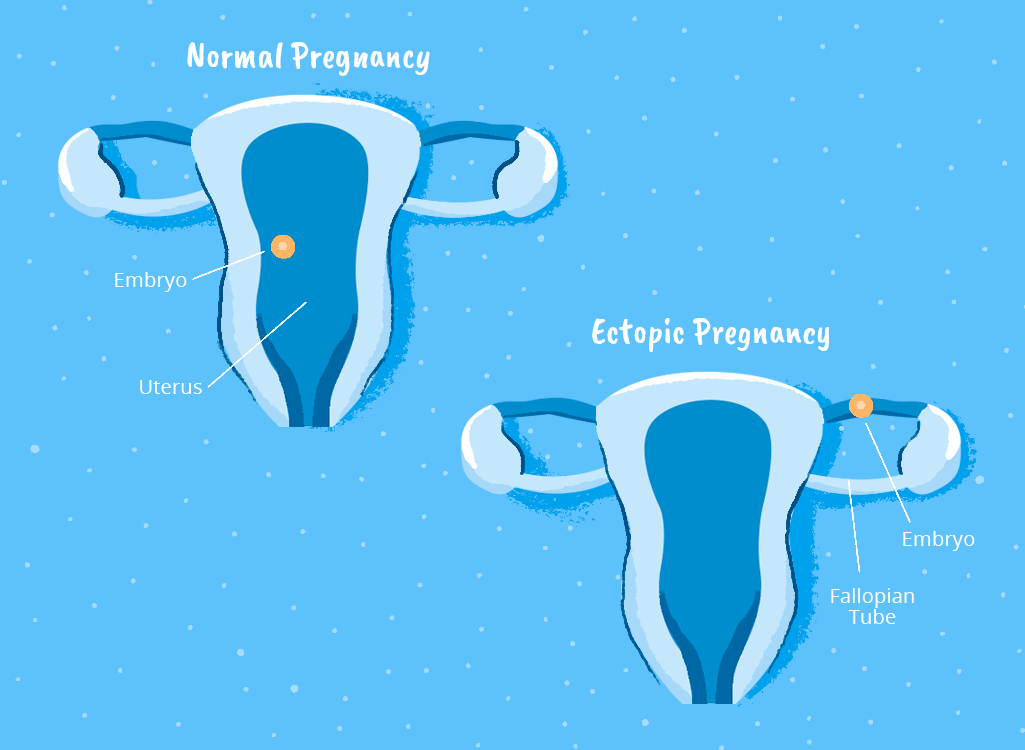 Normal Pregnancy
Embryo
Uterus
Ectopic Pregnancy
Embryo
Fallopian
Tube